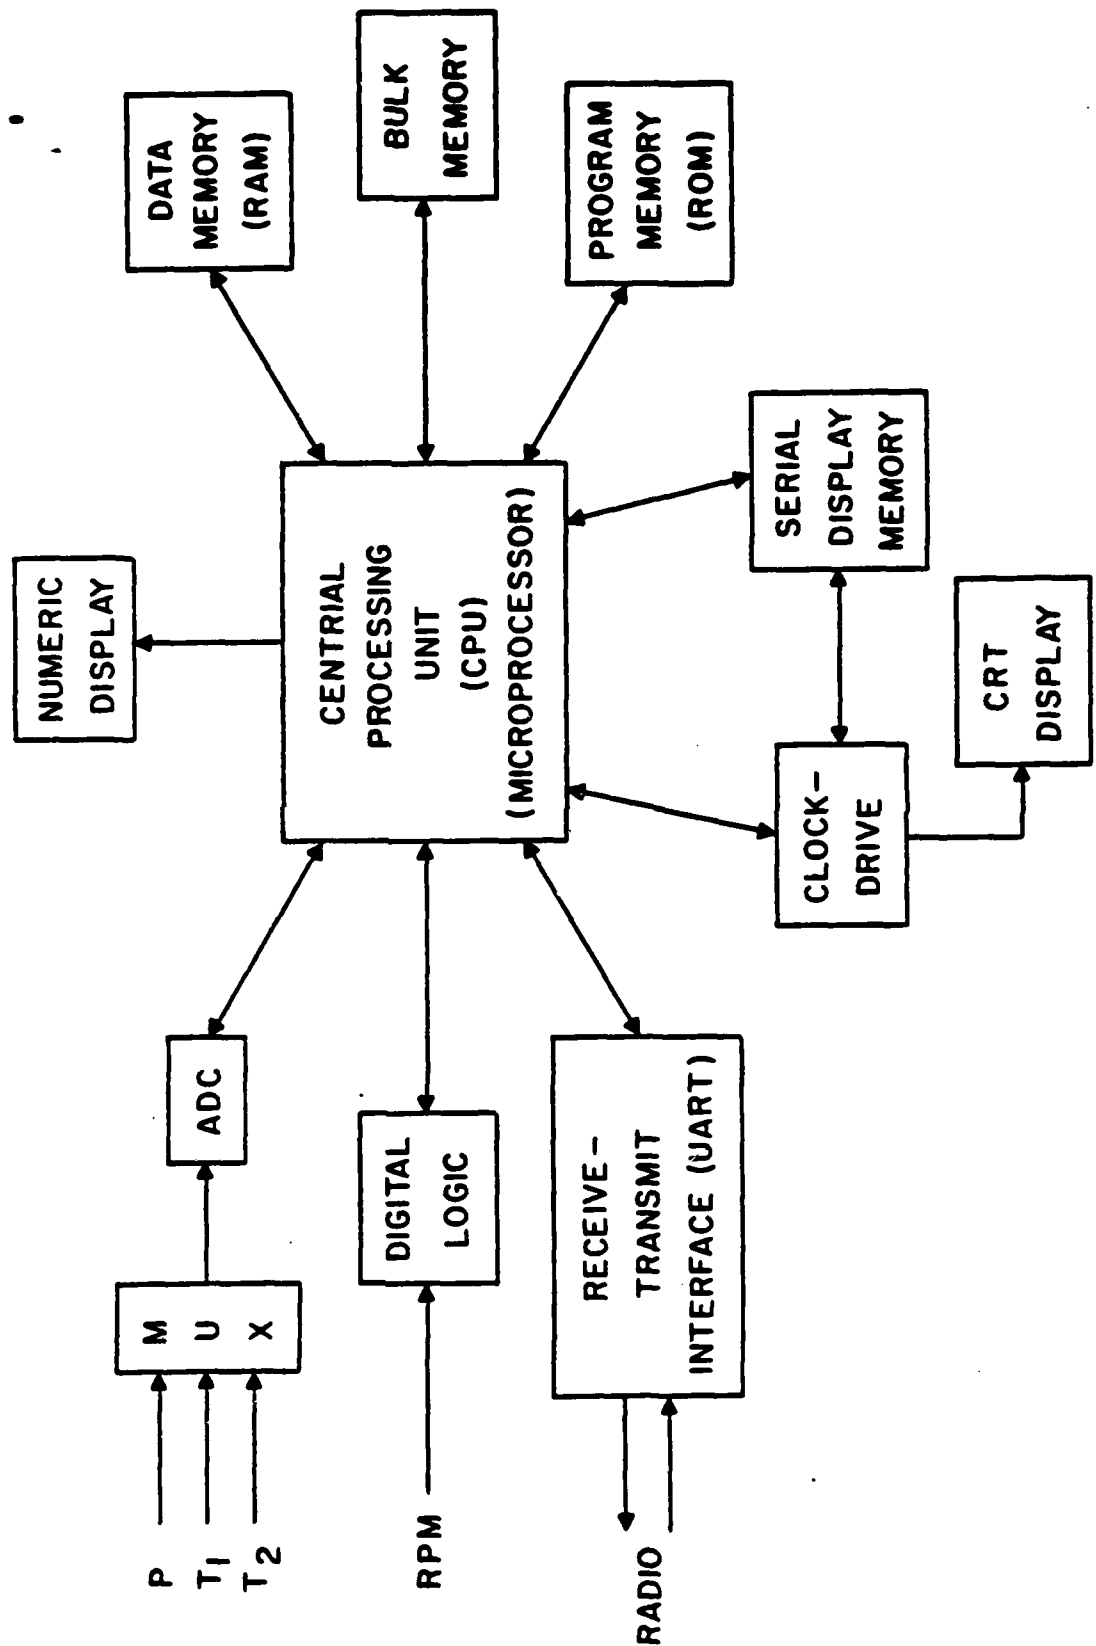 NUMERIC
DISPLAY
P
T1
T2
M
U
X
ADC
DATA
MEMORY
(RAM)
RPM
DIGITAL
LOGIC
CENTRIAL
PROCESSING
UNIT
(CPU)
(MICROPROCESSOR)
BULK
MEMORY
RADIO
RECEIVE-
TRANSMIT
INTERFACE (UART)
PROGRAM
MEMORY
(ROM)
CLOCK-
DRIVE
SERIAL
DISPLAY
MEMORY
CRT
DISPLAY